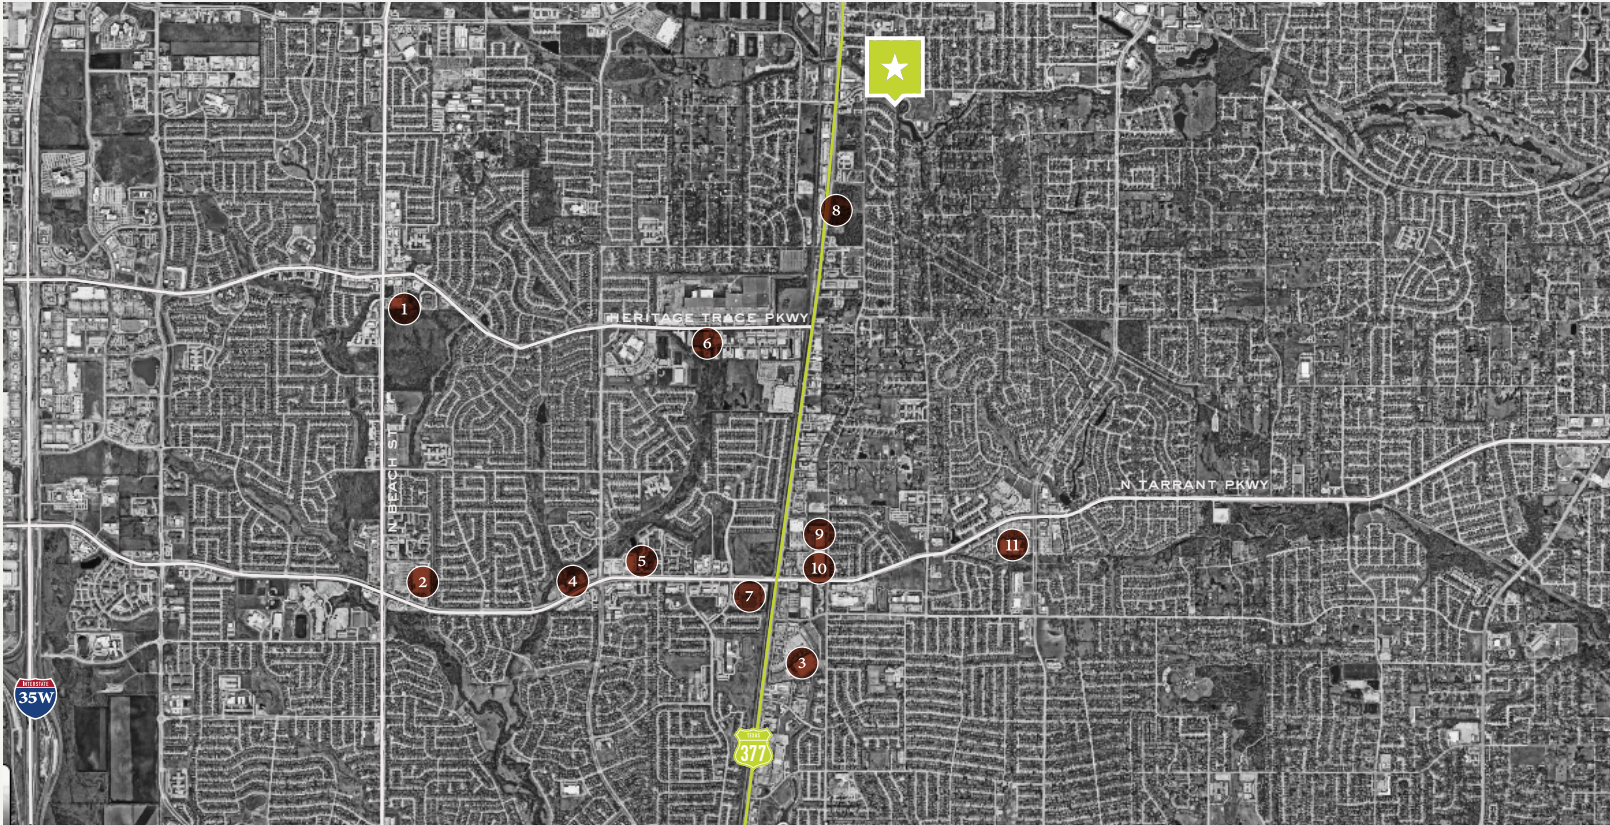 8
1
HERITAGE TRACE PKWY
6
N BEACH ST
N TARRANT PKWY
9
11
5
10
4
2
7
3
INTERSTATE
35W
TEXAS
377